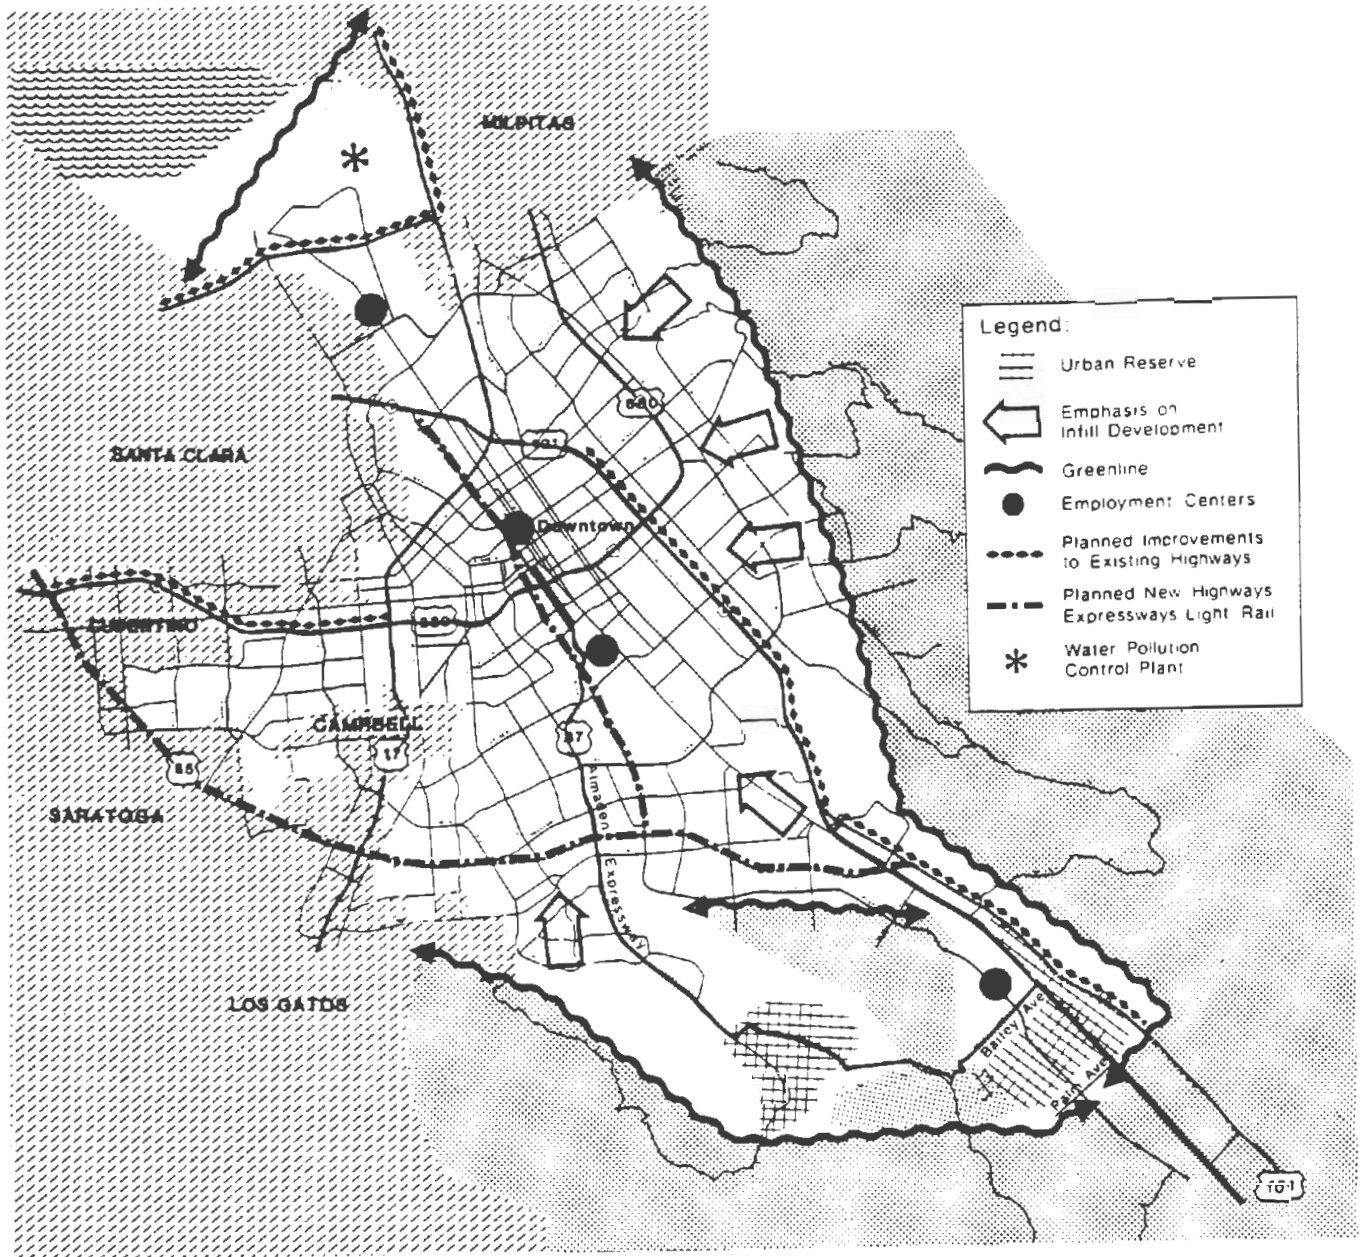 MILPITAS
Legend:
Urban Reserve
Emphasis on
Infill Development
Greenline
Employment Centers
Planned Improvements
to Existing Highways
Planned New Highways
Expressways Light Rail
Water Pollution
Control Plant
680
101
SANTA CLARA
Downtown
CUPERTINO
280
CAMPBELL
17
87
85
SARATOGA
Almaden Expressway
LOS GATOS
Bailey Ave
Palm Ave
101